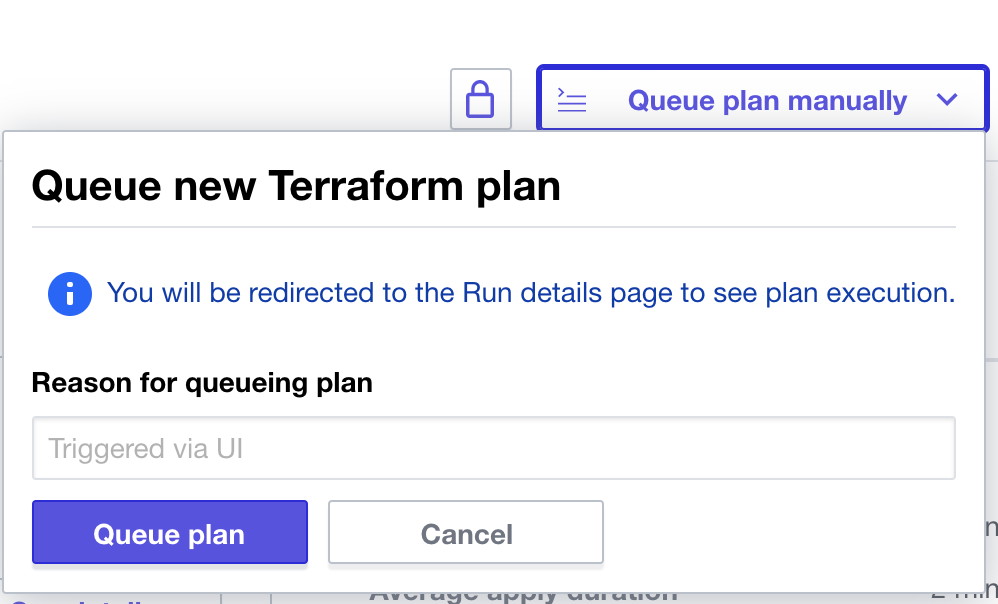 Queue plan manually
Queue new Terraform plan
You will be redirected to the Run details page to see plan execution.
Reason for queueing plan
Triggered via UI
Queue plan
Cancel
Average apply duration